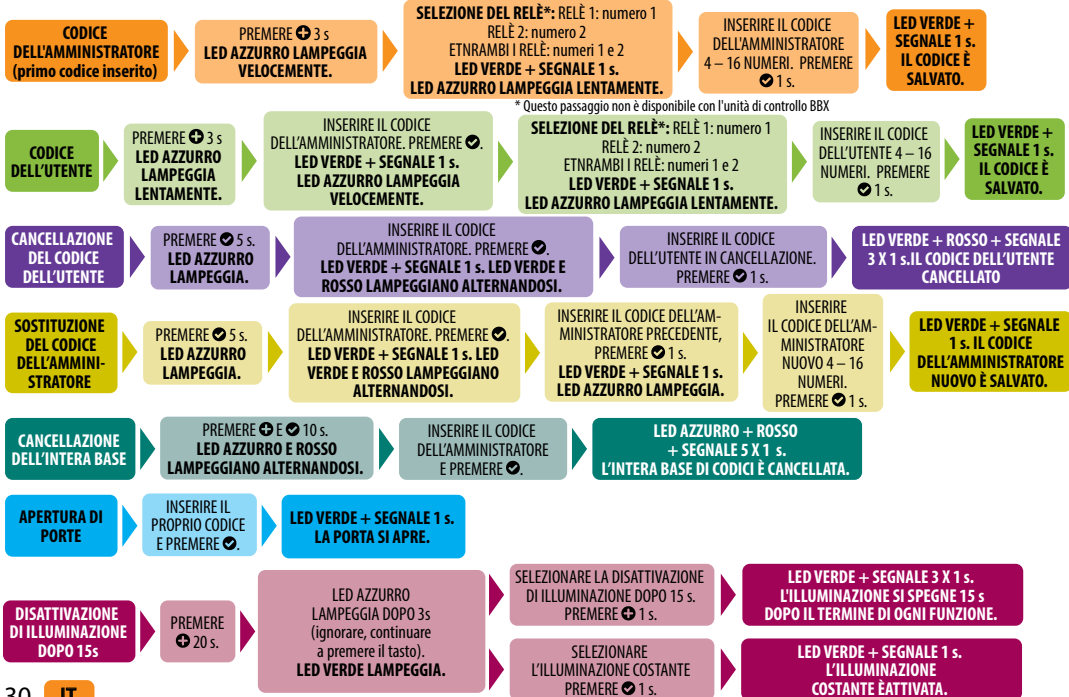 CODICE
DELL'AMMINISTRATORE
(primo codice inserito)
PREMERE ➕ 3 s
LED AZZURRO LAMPEGGIA
VELOCEMENTE.
SELEZIONE DEL RELÈ*: RELÈ 1: numero 1
RELÈ 2: numero 2
ETNRAMBI I RELÈ: numeri 1 e 2
LED VERDE + SEGNALE 1 s.
LED AZZURRO LAMPEGGIA LENTAMENTE.
INSERIRE IL CODICE
DELL'AMMINISTRATORE
4 – 16 NUMERI. PREMERE
✔ 1 s.
LED VERDE +
SEGNALE 1 s.
IL CODICE È
SALVATO.
* Questo passaggio non è disponibile con l'unità di controllo BBX
CODICE
DELL'UTENTE
PREMERE ➕ 3 s
LED AZZURRO
LAMPEGGIA
LENTAMENTE.
INSERIRE IL CODICE
DELL'AMMINISTRATORE. PREMERE ✔.
LED VERDE + SEGNALE 1 s.
LED AZZURRO LAMPEGGIA
VELOCEMENTE.
SELEZIONE DEL RELÈ*: RELÈ 1: numero 1
RELÈ 2: numero 2
ETNRAMBI I RELÈ: numeri 1 e 2
LED VERDE + SEGNALE 1 s.
LED AZZURRO LAMPEGGIA LENTAMENTE.
INSERIRE IL CODICE
DELL'UTENTE 4 – 16
NUMERI. PREMERE
✔ 1 s.
LED VERDE +
SEGNALE 1 s.
IL CODICE È
SALVATO.
CANCELLAZIONE
DEL CODICE
DELL'UTENTE
PREMERE ✔ 5 s.
LED AZZURRO
LAMPEGGIA.
INSERIRE IL CODICE
DELL'AMMINISTRATORE. PREMERE ✔.
LED VERDE + SEGNALE 1 s. LED VERDE E
ROSSO LAMPEGGIANO ALTERNANDOSI.
INSERIRE IL CODICE
DELL'UTENTE IN CANCELLAZIONE.
PREMERE ✔ 1 s.
LED VERDE + ROSSO + SEGNALE
3 X 1 s.IL CODICE DELL'UTENTE
CANCELLATO
SOSTITUZIONE
DEL CODICE
DELL'AMMINI-
STRATORE
PREMERE ✔ 5 s.
LED AZZURRO
LAMPEGGIA.
INSERIRE IL CODICE
DELL'AMMINISTRATORE. PREMERE ✔.
LED VERDE + SEGNALE 1 s. LED
VERDE E ROSSO LAMPEGGIANO
ALTERNANDOSI.
INSERIRE IL CODICE DELL'AM-
MINISTRATORE PRECEDENTE,
PREMERE ✔ 1 s.
LED VERDE + SEGNALE 1 s.
LED AZZURRO LAMPEGGIA.
INSERIRE
IL CODICE DELL'AM-
MINISTRATORE
NUOVO 4 – 16
NUMERI.
PREMERE ✔ 1 s.
LED VERDE + SEGNALE
1 s. IL CODICE
DELL'AMMINISTRATORE
NUOVO È SALVATO.
CANCELLAZIONE
DELL'INTERA BASE
PREMERE ➕ E ✔ 10 s.
LED AZZURRO E ROSSO
LAMPEGGIANO ALTERNANDOSI.
INSERIRE IL CODICE
DELL'AMMINISTRATORE
E PREMERE ✔.
LED AZZURRO + ROSSO
+ SEGNALE 5 X 1 s.
L'INTERA BASE DI CODICI È CANCELLATA.
APERTURA DI
PORTE
INSERIRE IL
PROPRIO CODICE
E PREMERE ✔.
LED VERDE + SEGNALE 1 s.
LA PORTA SI APRE.
DISATTIVAZIONE
DI ILLUMINAZIONE
DOPO 15s
PREMERE
➕ 20 s.
LED AZZURRO
LAMPEGGIA DOPO 3s
(ignorare, continuare
a premere il tasto).
LED VERDE LAMPEGGIA.
SELEZIONARE LA DISATTIVAZIONE
DI ILLUMINAZIONE DOPO 15 s.
PREMERE ➕ 1 s.
LED VERDE + SEGNALE 3 X 1 s.
L'ILLUMINAZIONE SI SPEGNE 15 s
DOPO IL TERMINE DI OGNI FUNZIONE.
SELEZIONARE
L'ILLUMINAZIONE COSTANTE
PREMERE ✔ 1 s.
LED VERDE + SEGNALE 1 s.
L'ILLUMINAZIONE
COSTANTE ÈATTIVATA.
30 IT